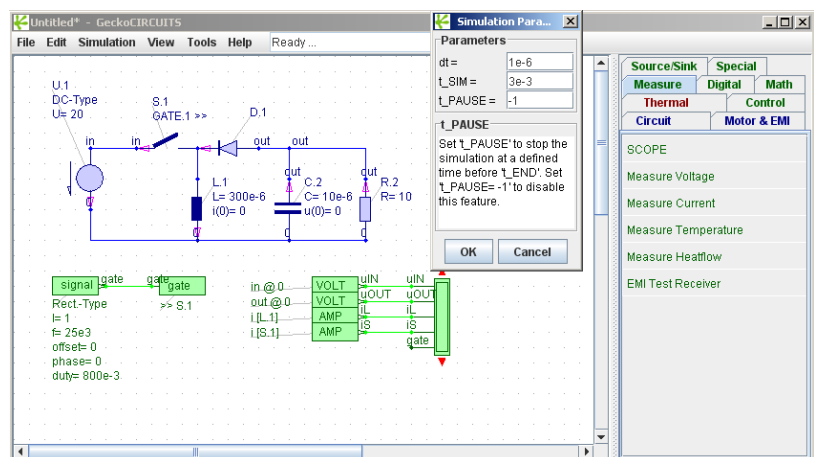 Untitled* - GeckoCIRCUITS
File Edit Simulation View Tools Help Ready ...
U.1
DC-Type
U= 20
S.1
GATE.1 >>
D.1
in
in
out
out
out
out
0
L.1
L= 300e-6
i(0)= 0
0
C.2
C= 10e-6
u(0)= 0
0
R.2
R= 10
0
signal
gate
gate
gate
Rect.-Type
I= 1
f= 25e3
offset= 0
phase= 0
duty= 800e-3
>> S.1
in @ 0 VOLT uIN uIN
out @ 0 VOLT uOUT uOUT
i [L.1] AMP iL iL
i [S.1] AMP iS iS
gate
Simulation Para...
Parameters
dt = 1e-6
t_SIM = 3e-3
t_PAUSE = -1
t_PAUSE
Set 't_PAUSE' to stop the
simulation at a defined
time before 't_END'. Set
't_PAUSE= -1' to disable
this feature.
OK Cancel
Source/Sink Special
Measure Digital Math
Thermal Control
Circuit Motor & EMI
SCOPE
Measure Voltage
Measure Current
Measure Temperature
Measure Heatflow
EMI Test Receiver